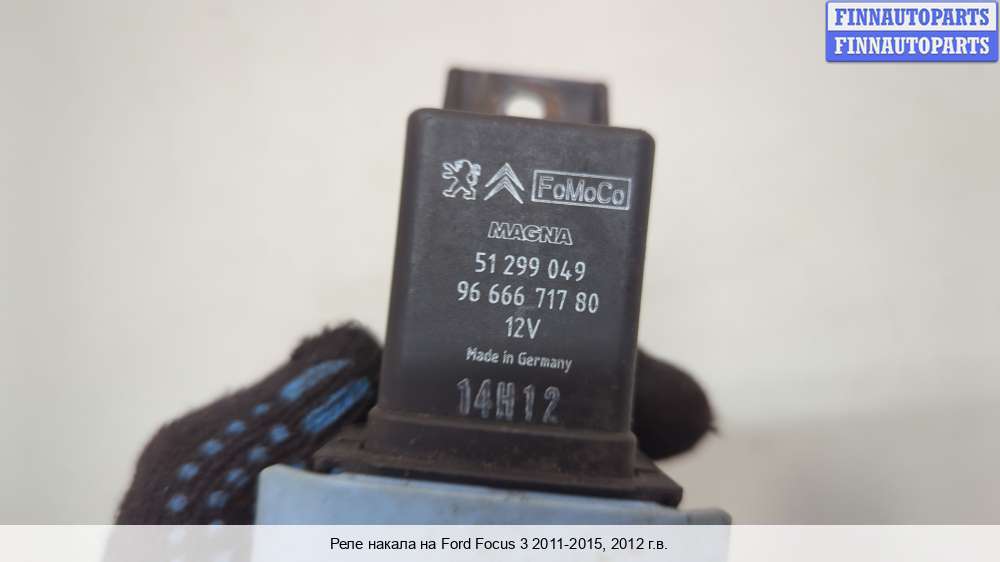 FINNAUTOPARTS
FINNAUTOPARTS
FoMoCo
MAGNA
51 299 049
96 666 717 80
12V
Made in Germany
14H12
Реле накала на Ford Focus 3 2011-2015, 2012 г.в.